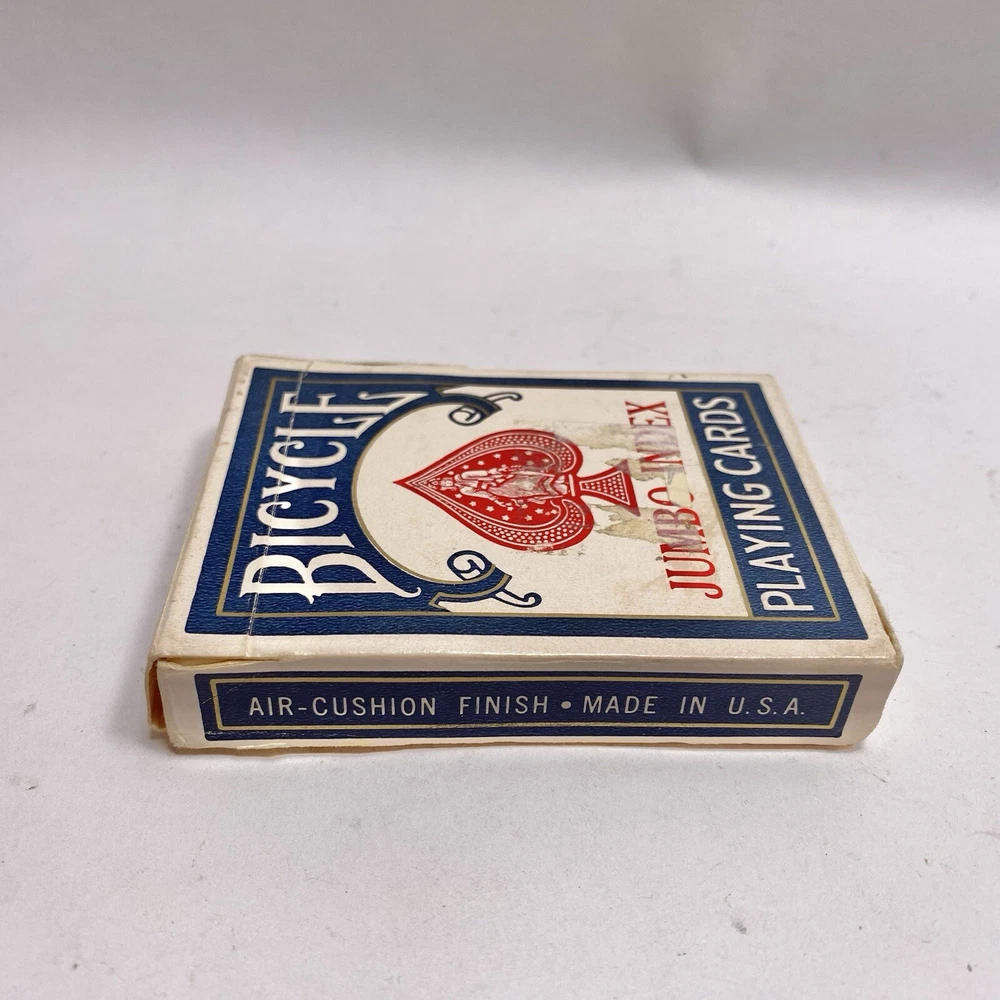 BICYCLE
JUMBO INDEX
PLAYING CARDS
AIR-CUSHION FINISH • MADE IN U.S.A.